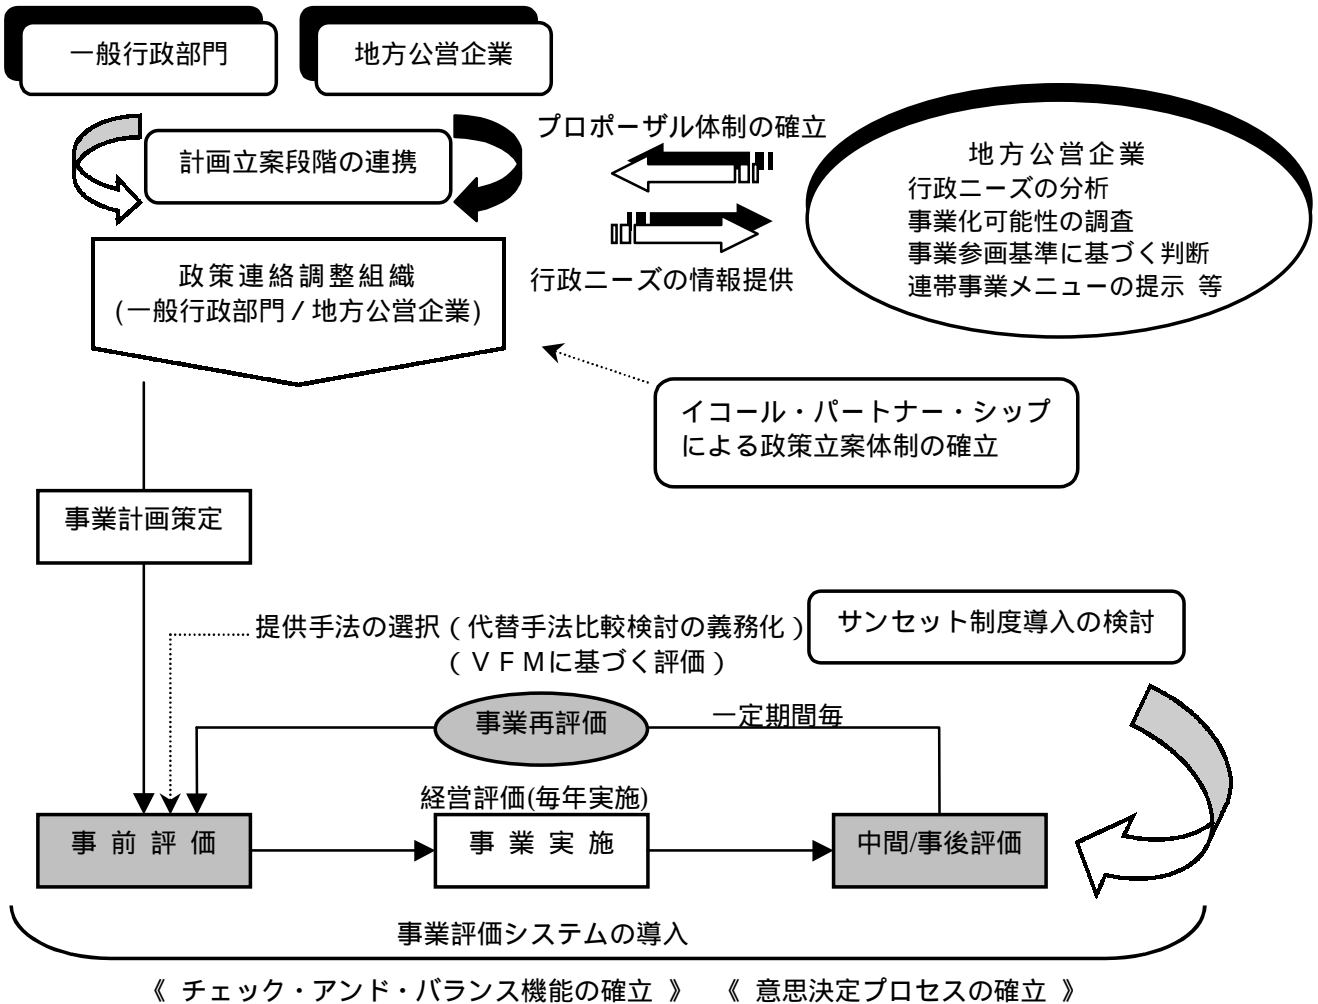 一般行政部門
地方公営企業
計画立案段階の連携
プロポーザル体制の確立
行政ニーズの情報提供
地方公営企業
行政ニーズの分析
事業化可能性の調査
事業参画基準に基づく判断
連帯事業メニューの提示 等
政策連絡調整組織
(一般行政部門/地方公営企業)
イコール・パートナー・シップ
による政策立案体制の確立
事業計画策定
提供手法の選択(代替手法比較検討の義務化)
(VFMに基づく評価)
サンセット制度導入の検討
事業再評価
一定期間毎
経営評価(毎年実施)
事前評価
事業実施
中間/事後評価
事業評価システムの導入
《 チェック・アンド・バランス機能の確立 》 《 意思決定プロセスの確立 》